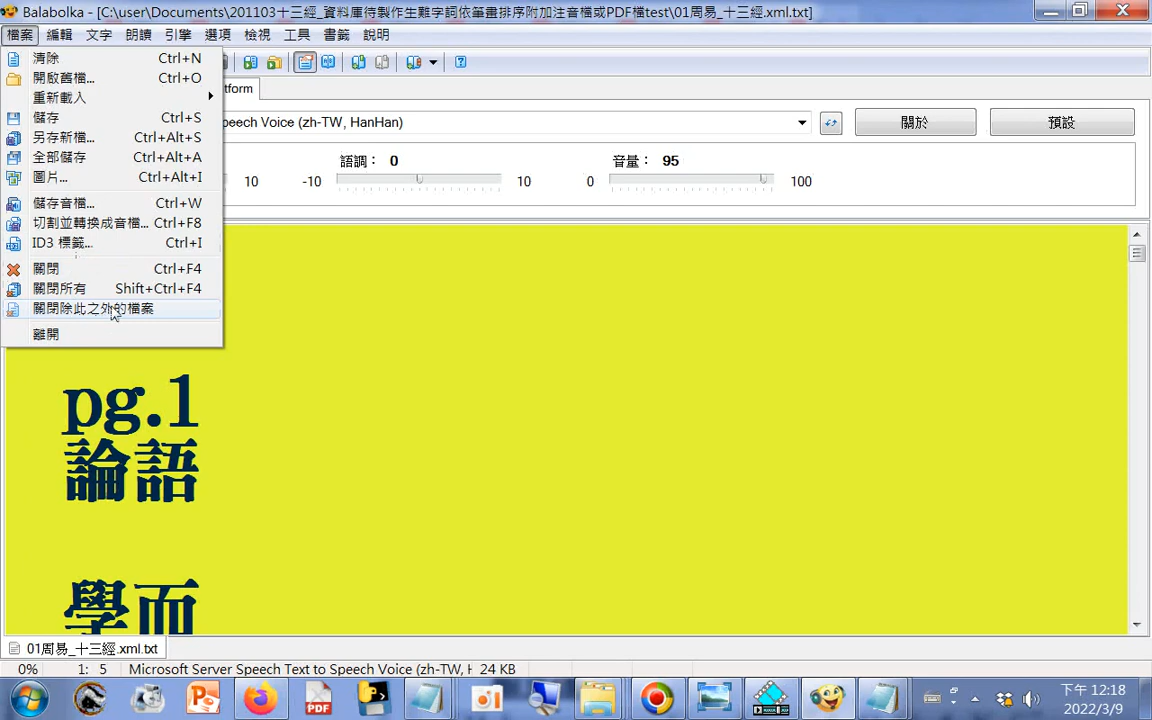 Balabolka - [C:\user\Documents\201103十三經_資料庫待製作生難字詞依筆畫排序附加注音檔或PDF檔test\01周易_十三經.xml.txt]
檔案 編輯 文字 朗讀 引擎 選項 檢視 工具 書籤 說明
清除 Ctrl+N
開啟舊檔... Ctrl+O
重新載入
儲存 Ctrl+S
另存新檔... Ctrl+Alt+S
全部儲存 Ctrl+Alt+A
圖片... Ctrl+Alt+I
儲存音檔... Ctrl+W
切割並轉換成音檔... Ctrl+F8
ID3 標籤... Ctrl+I
關閉 Ctrl+F4
關閉所有 Shift+Ctrl+F4
關閉除此之外的檔案
離開
tform
peech Voice (zh-TW, HanHan)
關於
預設
10
語調： 0
-10 10
音量： 95
0 100
pg.1
論語
學而
01周易_十三經.xml.txt
0% 1: 5 Microsoft Server Speech Text to Speech Voice (zh-TW, H 24 KB
下午 12:18
2022/3/9